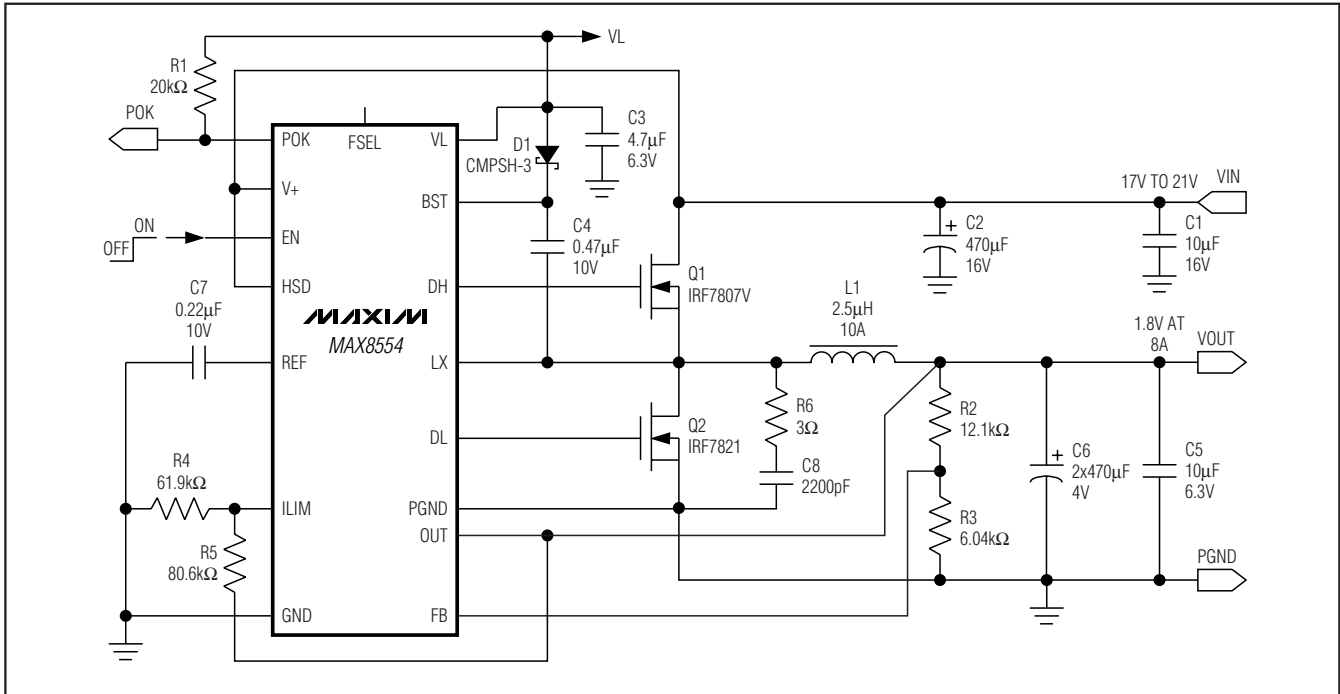 VL
R1
20kΩ
POK
POK
FSEL
VL
D1
CMPSH-3
C3
4.7μF
6.3V
V+
BST
17V TO 21V
VIN
ON
OFF
EN
C4
0.47μF
10V
C2
+
470μF
16V
C1
10μF
16V
HSD
DH
Q1
IRF7807V
C7
0.22μF
10V
MAXIM
MAX8554
L1
2.5μH
10A
1.8V AT
8A
VOUT
REF
LX
R6
3Ω
R2
12.1kΩ
DL
Q2
IRF7821
C8
2200pF
C6
+
2x470μF
4V
C5
10μF
6.3V
R4
61.9kΩ
ILIM
PGND
OUT
R3
6.04kΩ
R5
80.6kΩ
PGND
GND
FB